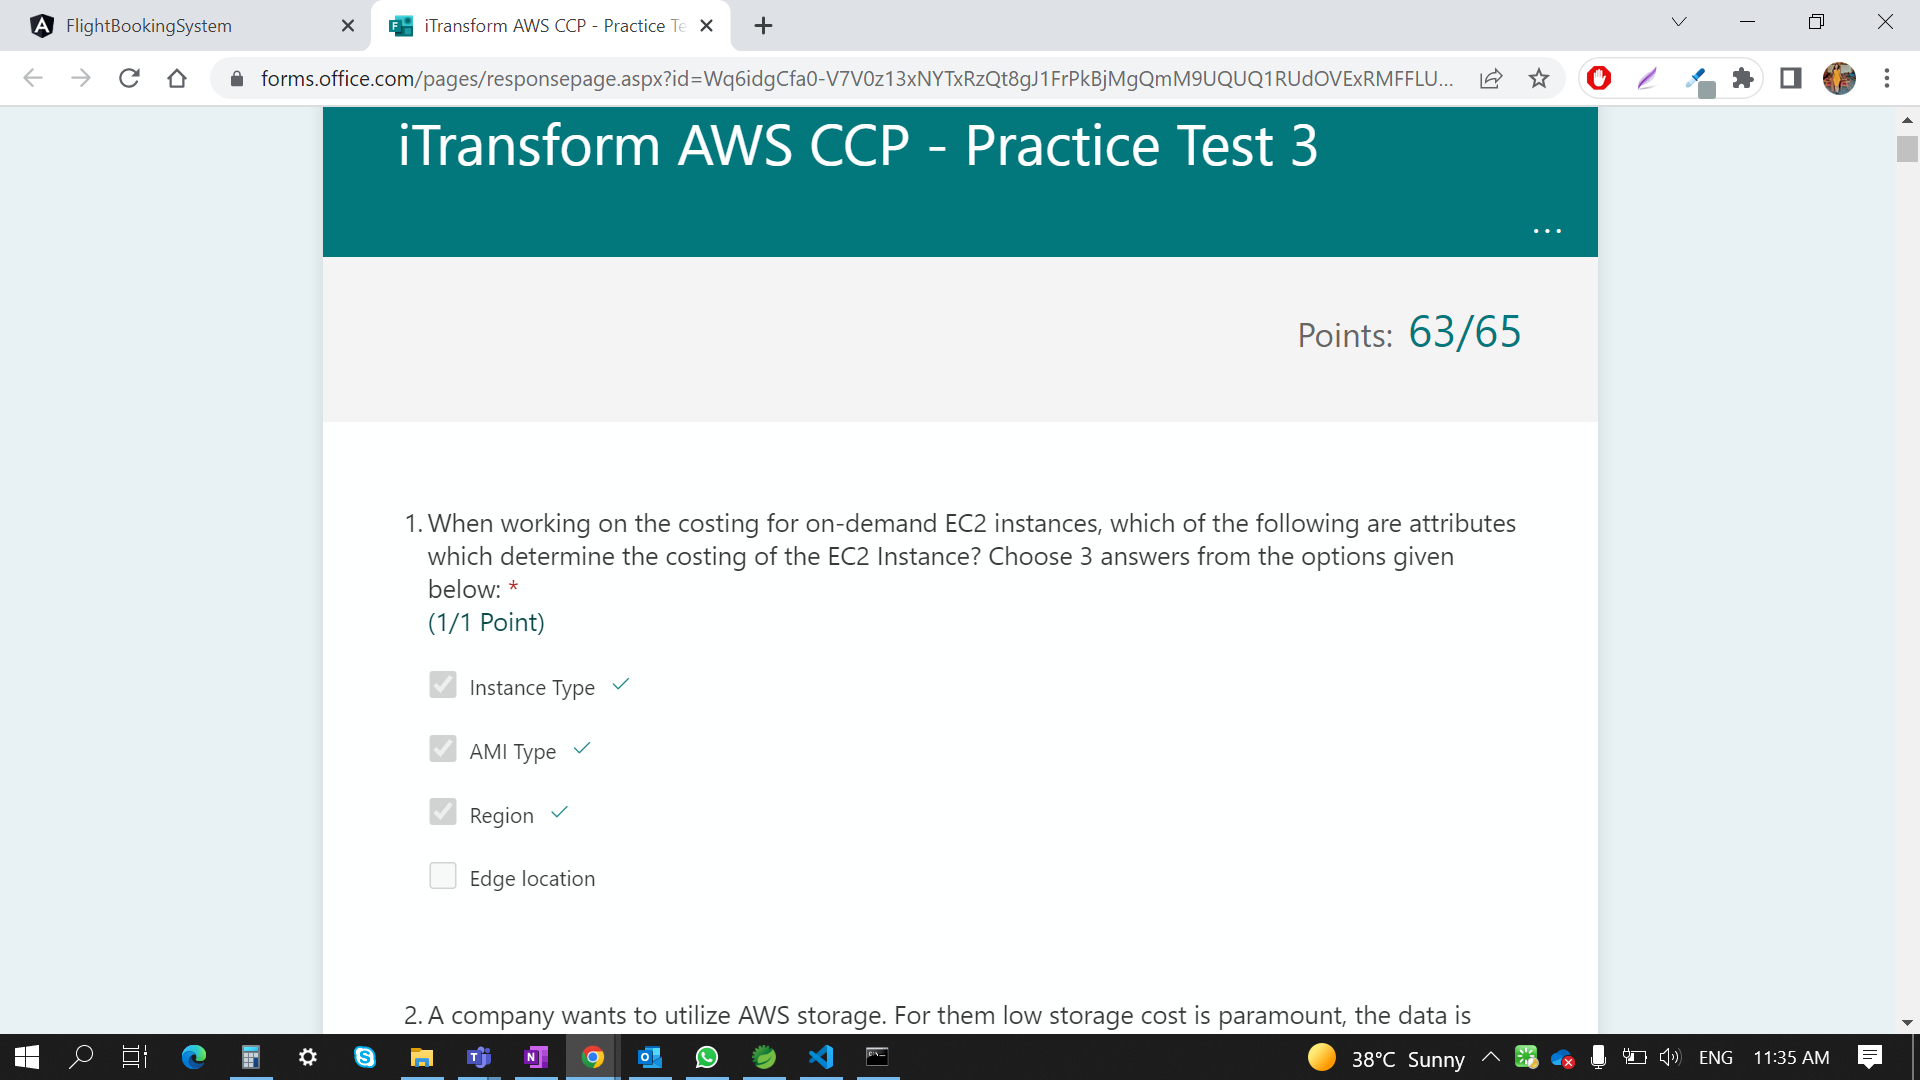 FlightBookingSystem
iTransform AWS CCP - Practice Te
forms.office.com/pages/responsepage.aspx?id=Wq6idgCfa0-V7V0z13xNYTxRzQt8gJ1FrPkBjMgQmM9UQUQ1RUdOVExRMFFLU...
iTransform AWS CCP - Practice Test 3
...
Points: 63/65
1. When working on the costing for on-demand EC2 instances, which of the following are attributes
which determine the costing of the EC2 Instance? Choose 3 answers from the options given
below: *
(1/1 Point)
Instance Type
AMI Type
Region
Edge location
2. A company wants to utilize AWS storage. For them low storage cost is paramount, the data is
38°C Sunny
ENG
11:35 AM